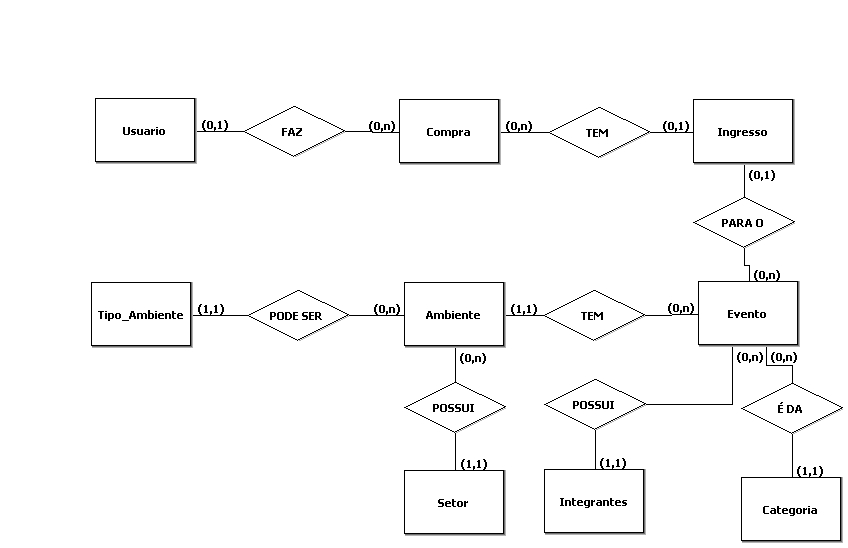 Usuario
(0,1)
FAZ
(0,n)
Compra
(0,n)
TEM
(0,1)
Ingresso
(0,1)
PARA O
(0,n)
Tipo_Ambiente
(1,1)
PODE SER
(0,n)
Ambiente
(1,1)
TEM
(0,n)
Evento
(0,n)
(0,n)
(0,n)
POSSUI
POSSUI
É DA
(1,1)
(1,1)
(1,1)
Setor
Integrantes
Categoria